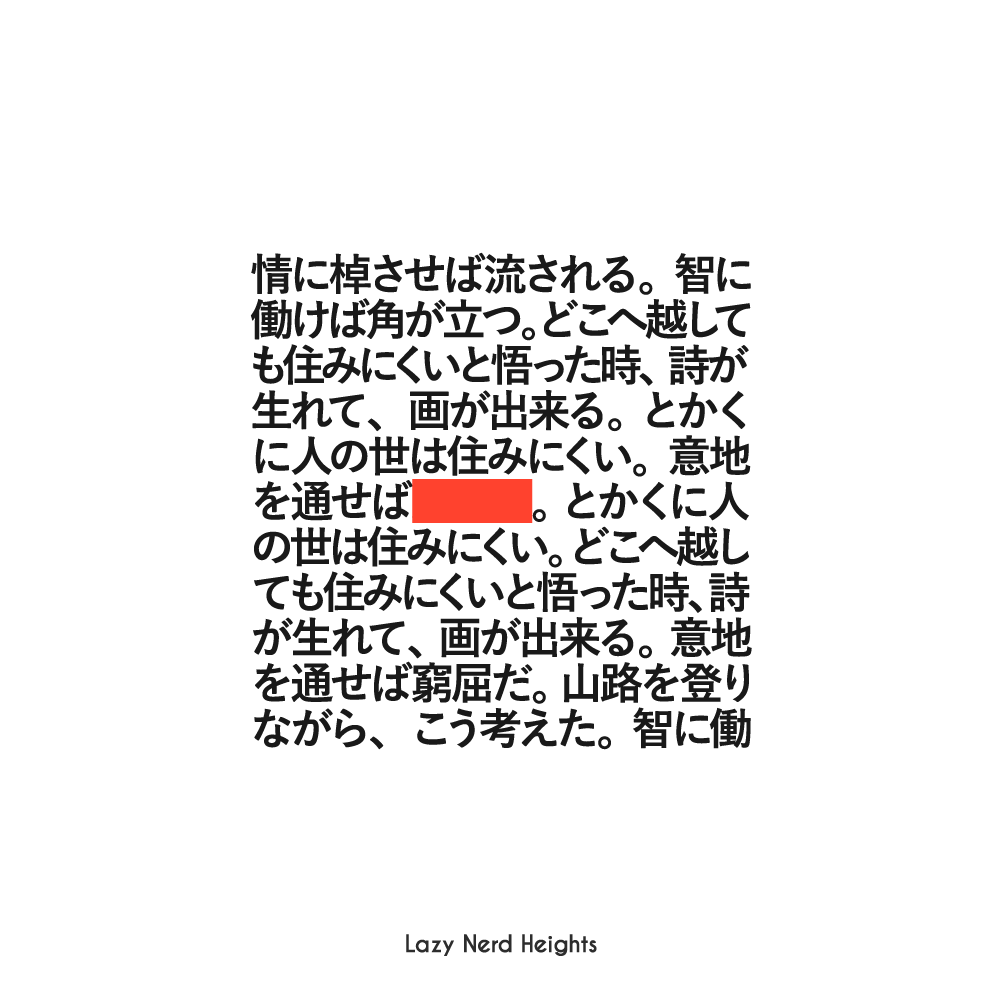 情に棹させば流される。智に
働けば角が立つ。どこへ越して
も住みにくいと悟った時、詩が
生れて、画が出来る。とかく
に人の世は住みにくい。意地
を通せば。とかくに人
の世は住みにくい。どこへ越し
ても住みにくいと悟った時、詩
が生れて、画が出来る。意地
を通せば窮屈だ。山路を登り
ながら、こう考えた。智に働
Lazy Nerd Heights